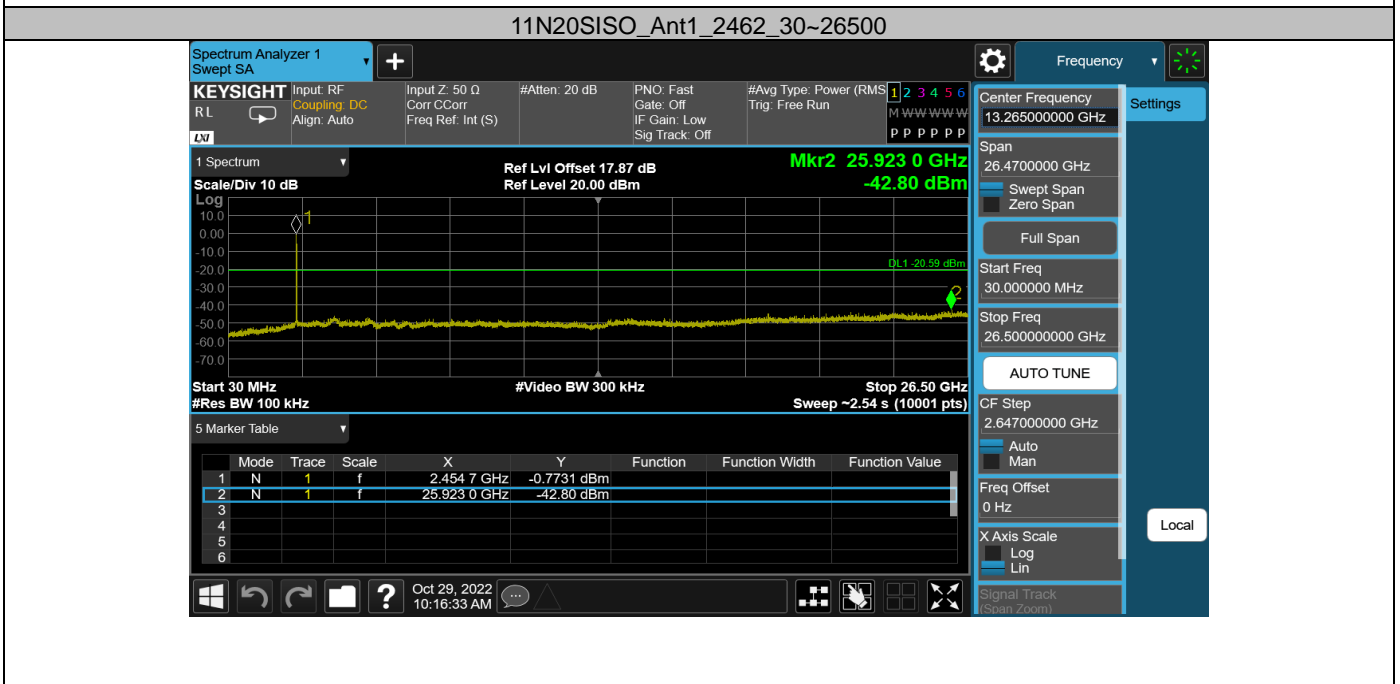 11N20SISO_Ant1_2462_30~26500
Spectrum Analyzer 1
Swept SA
+
Frequency
KEYSIGHT
RL
LXI
Input: RF
Coupling: DC
Align: Auto
Input Z: 50 Ω
Corr CCorr
Freq Ref: Int (S)
#Atten: 20 dB
PNO: Fast
Gate: Off
IF Gain: Low
Sig Track: Off
#Avg Type: Power (RMS
Trig: Free Run
1 2 3 4 5 6
M W W W W W
P P P P P P
1 Spectrum
Scale/Div 10 dB
Ref Lvl Offset 17.87 dB
Ref Level 20.00 dBm
Mkr2 25.923 0 GHz
-42.80 dBm
Log
10.0
0.00
-10.0
-20.0
-30.0
-40.0
-50.0
-60.0
-70.0
1
DL1 -20.59 dBm
2
Start 30 MHz
#Video BW 300 kHz
Stop 26.50 GHz
#Res BW 100 kHz
Sweep ~2.54 s (10001 pts)
5 Marker Table
Mode Trace Scale X Y Function Function Width Function Value
1 N 1 f 2.454 7 GHz -0.7731 dBm
2 N 1 f 25.923 0 GHz -42.80 dBm
3
4
5
6
?
Oct 29, 2022
10:16:33 AM
Center Frequency
13.265000000 GHz
Settings
Span
26.4700000 GHz
Swept Span
Zero Span
Full Span
Start Freq
30.000000 MHz
Stop Freq
26.500000000 GHz
AUTO TUNE
CF Step
2.647000000 GHz
Auto
Man
Freq Offset
0 Hz
Local
X Axis Scale
Log
Lin
Signal Track
(Span Zoom)